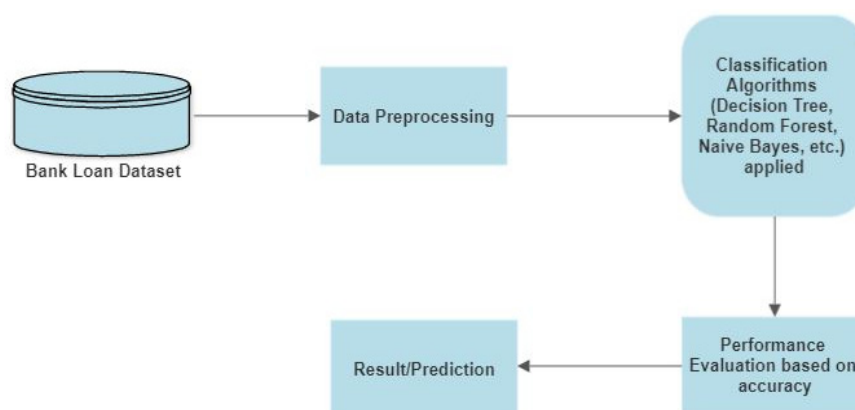 Bank Loan Dataset
Data Preprocessing
Classification
Algorithms
(Decision Tree,
Random Forest,
Naive Bayes, etc.)
applied
Performance
Evaluation based on
accuracy
Result/Prediction